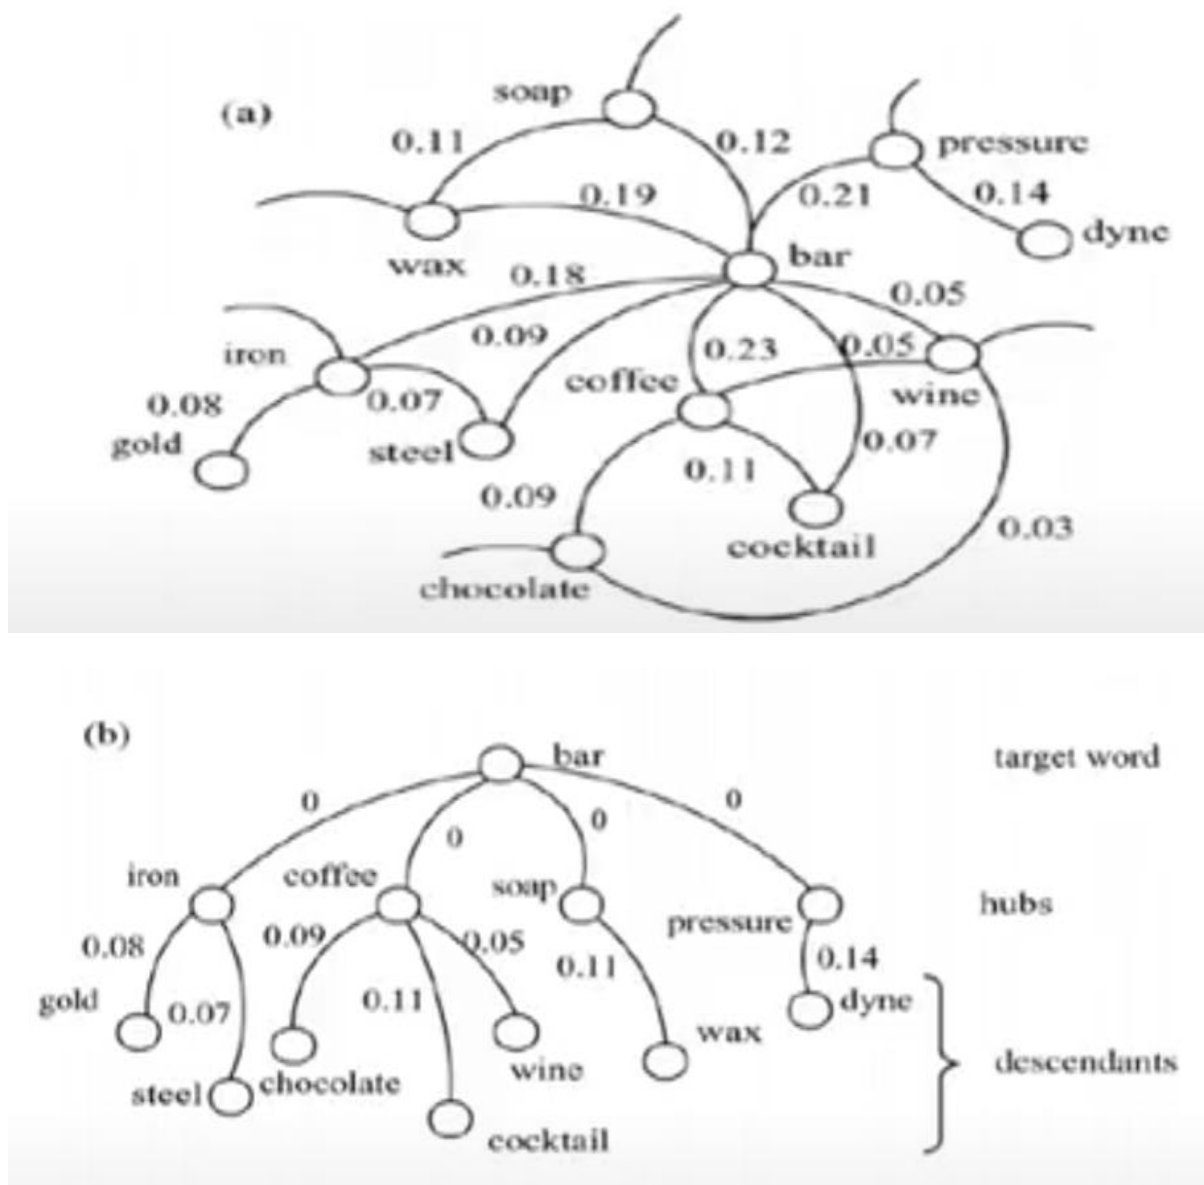 soap
(a)
0.11
0.12
pressure
0.19
0.21
0.14
dyne
wax
bar
0.18
0.05
0.09
iron
0.23
0.05
coffee
wine
0.08
0.07
gold
steel
0.07
0.11
0.09
0.03
cocktail
chocolate
(b)
bar
target word
0
0
0
0
iron
coffee
soap
pressure
hubs
0.08
0.09
0.05
0.11
0.14
gold
0.07
0.11
dyne
wax
steel
chocolate
wine
descendants
cocktail